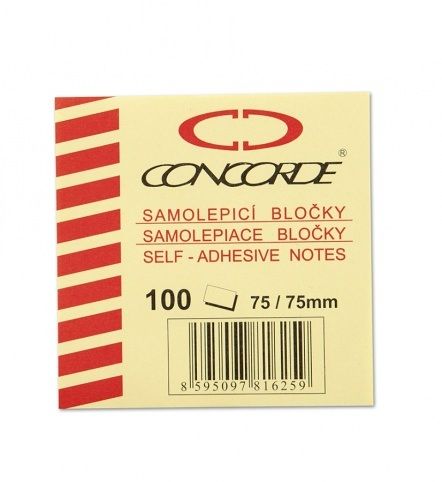 CONCORDE®
SAMOLEPICÍ BLOČKY
SAMOLEPIACE BLOČKY
SELF - ADHESIVE NOTES
100 75 / 75mm
8 595097 816259